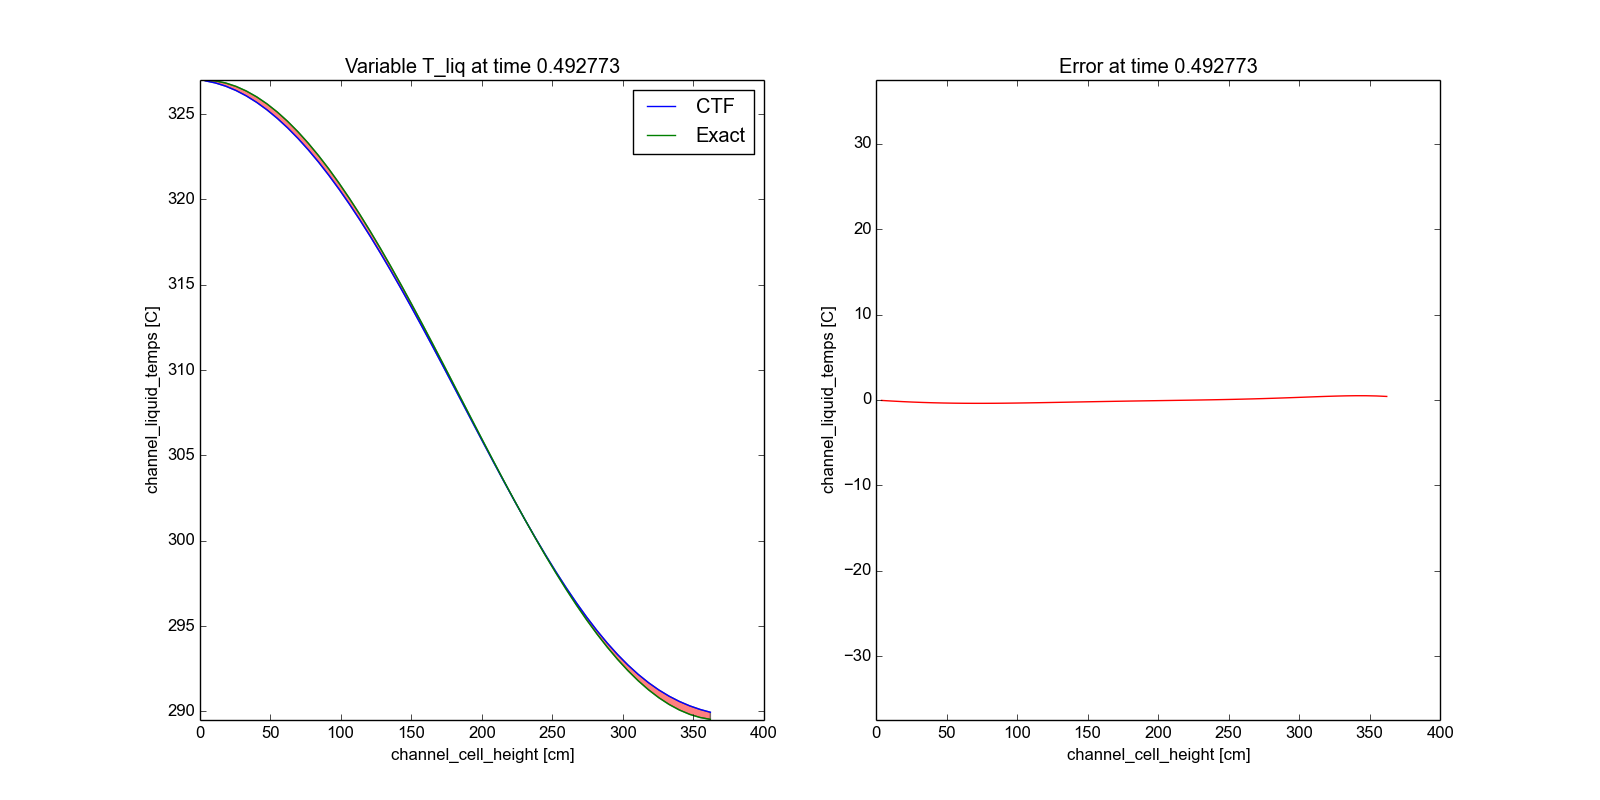 Variable T_liq at time 0.492773
CTF
Exact
325
320
315
310
305
300
295
290
channel_liquid_temps [C]
0 50 100 150 200 250 300 350 400
channel_cell_height [cm]
Error at time 0.492773
30
20
10
0
−10
−20
−30
channel_liquid_temps [C]
0 50 100 150 200 250 300 350 400
channel_cell_height [cm]